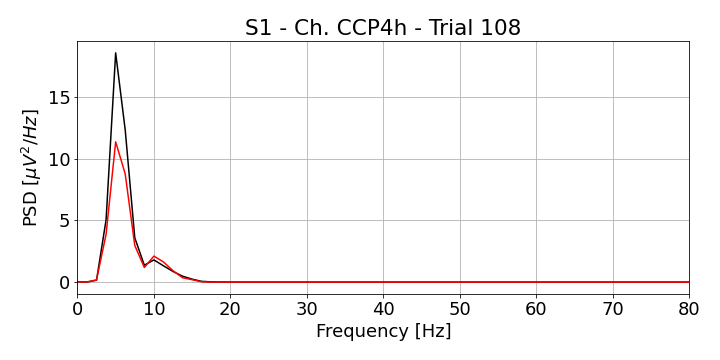 S1 - Ch. CCP4h - Trial 108
PSD [μV²/Hz]
15
10
5
0
0 10 20 30 40 50 60 70 80
Frequency [Hz]